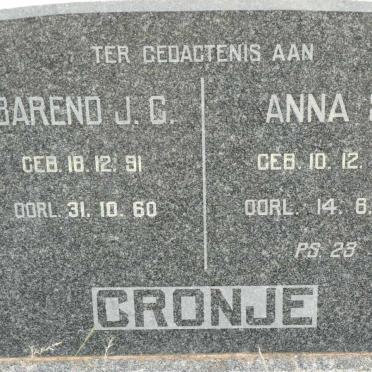 TER GEDAGTENIS AAN
BAREND J. C.
GEB. 18. 12. 91
OORL. 31. 10. 60
ANNA
GEB. 10. 12.
OORL. 14. 8.
PS. 23
CRONJE